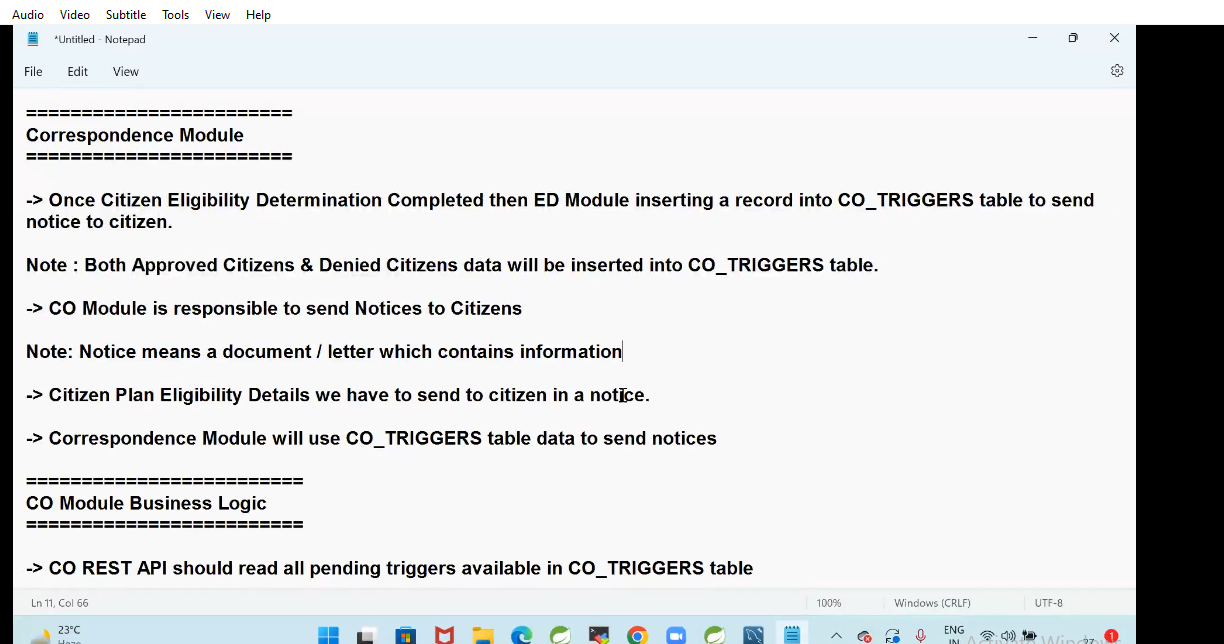 Audio Video Subtitle Tools View Help
*Untitled - Notepad
File Edit View
========================
Correspondence Module
========================
-> Once Citizen Eligibility Determination Completed then ED Module inserting a record into CO_TRIGGERS table to send
notice to citizen.
Note : Both Approved Citizens & Denied Citizens data will be inserted into CO_TRIGGERS table.
-> CO Module is responsible to send Notices to Citizens
Note: Notice means a document / letter which contains information
-> Citizen Plan Eligibility Details we have to send to citizen in a notice.
-> Correspondence Module will use CO_TRIGGERS table data to send notices
=========================
CO Module Business Logic
=========================
-> CO REST API should read all pending triggers available in CO_TRIGGERS table
Ln 11, Col 66 100% Windows (CRLF) UTF-8
23°C
Haze
ENG
IN
1